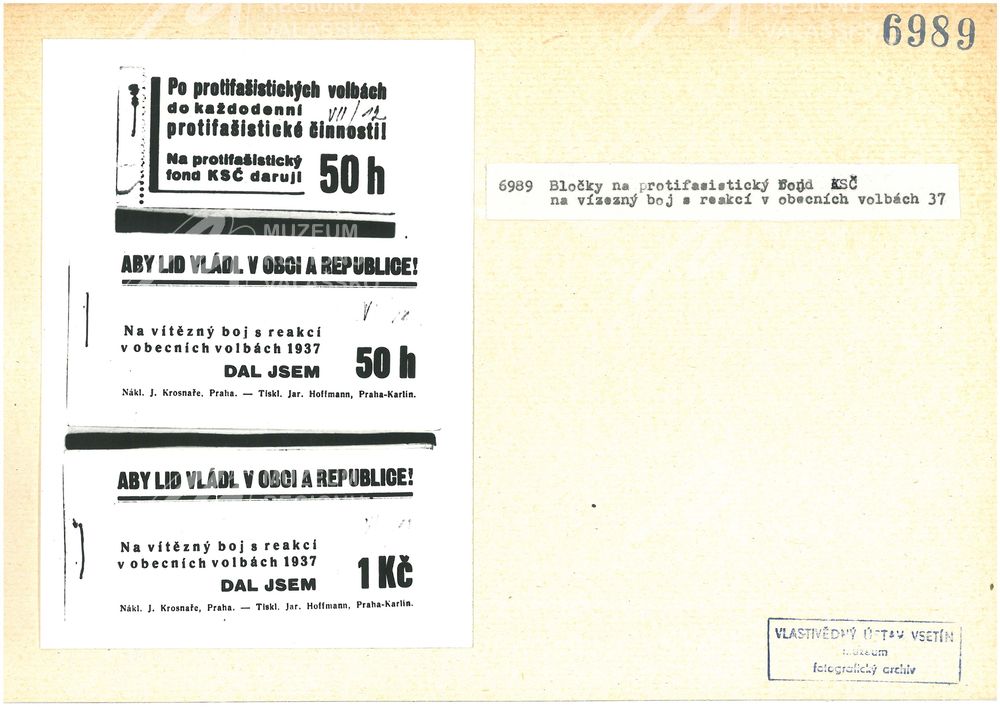 6989
Po protifašistických volbách
do každodenní
VII/12
protifašistické činnosti!
Na protifašistický
fond KSČ daruji
50 h
MUZEUM
ABY LID VLÁDL V OBCI A REPUBLICE!
Na vítězný boj s reakcí
v obecních volbách 1937
DAL JSEM
50 h
Nákl. J. Krosnaře, Praha. — Tiskl. Jar. Hoffmann, Praha-Karlín.
ABY LID VLÁDL V OBCI A REPUBLICE!
Na vítězný boj s reakcí
v obecních volbách 1937
DAL JSEM
1 Kč
Nákl. J. Krosnaře, Praha. — Tiskl. Jar. Hoffmann, Praha-Karlín.
6989 Bločky na protifasistický Fond KSČ
na vízezný boj s reakcí v obecních volbách 37
VLASTIVĚDNÝ ÚSTAV VSETÍN
muzeum
fotografický archiv